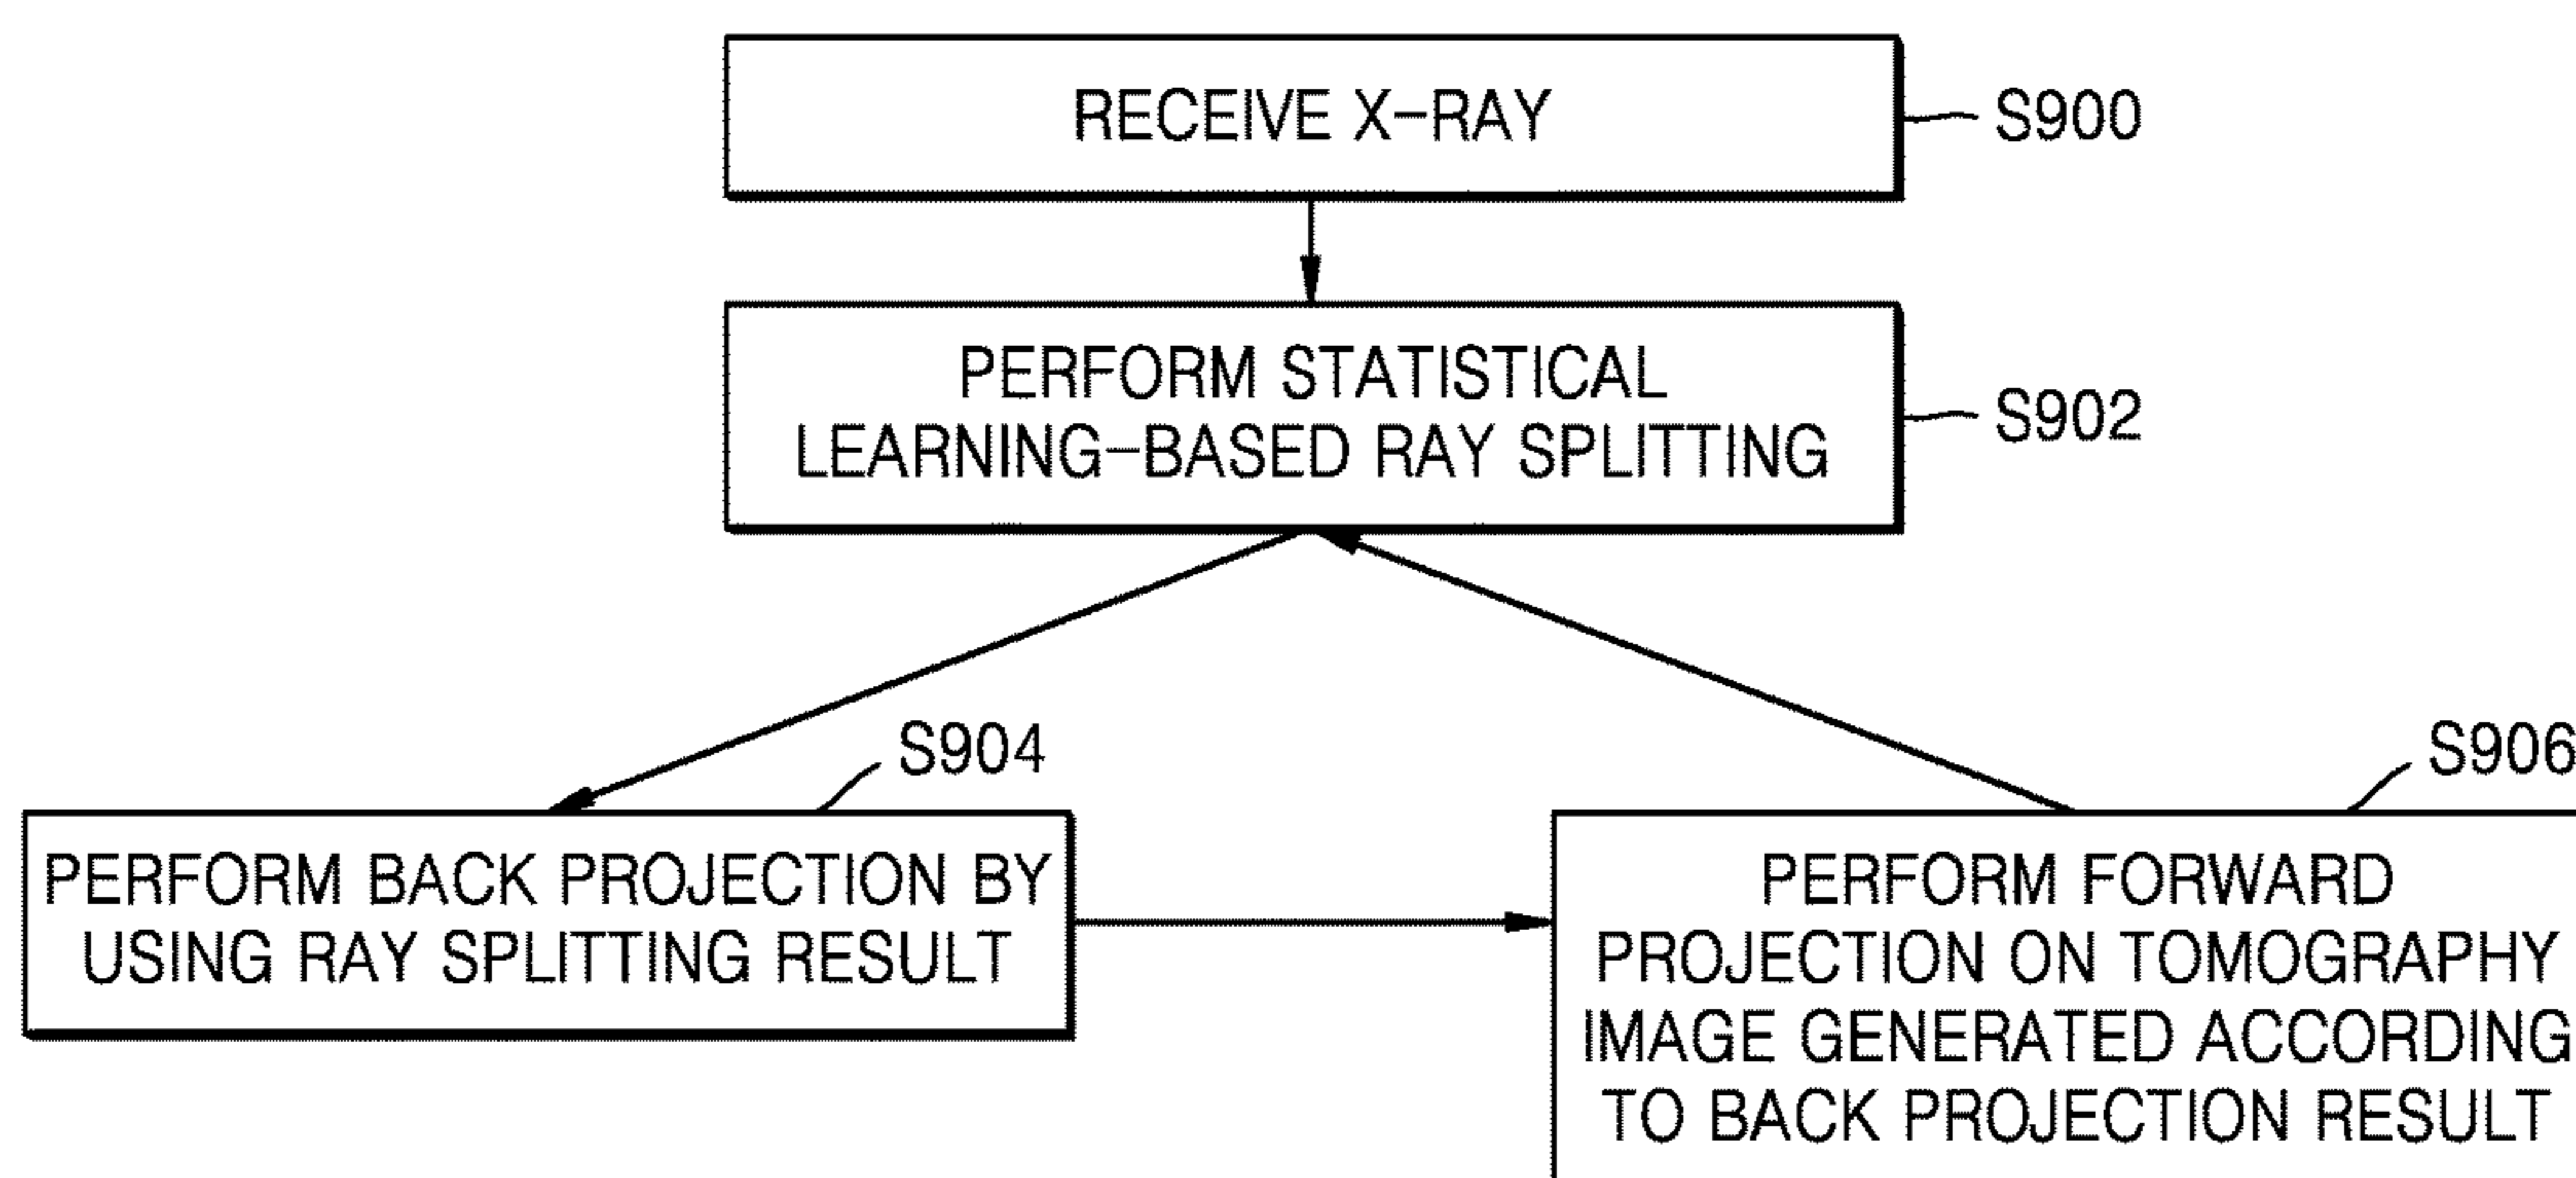 RECEIVE X-RAY
S900
PERFORM STATISTICAL
LEARNING-BASED RAY SPLITTING
S902
S904
PERFORM BACK PROJECTION BY
USING RAY SPLITTING RESULT
S906
PERFORM FORWARD
PROJECTION ON TOMOGRAPHY
IMAGE GENERATED ACCORDING
TO BACK PROJECTION RESULT